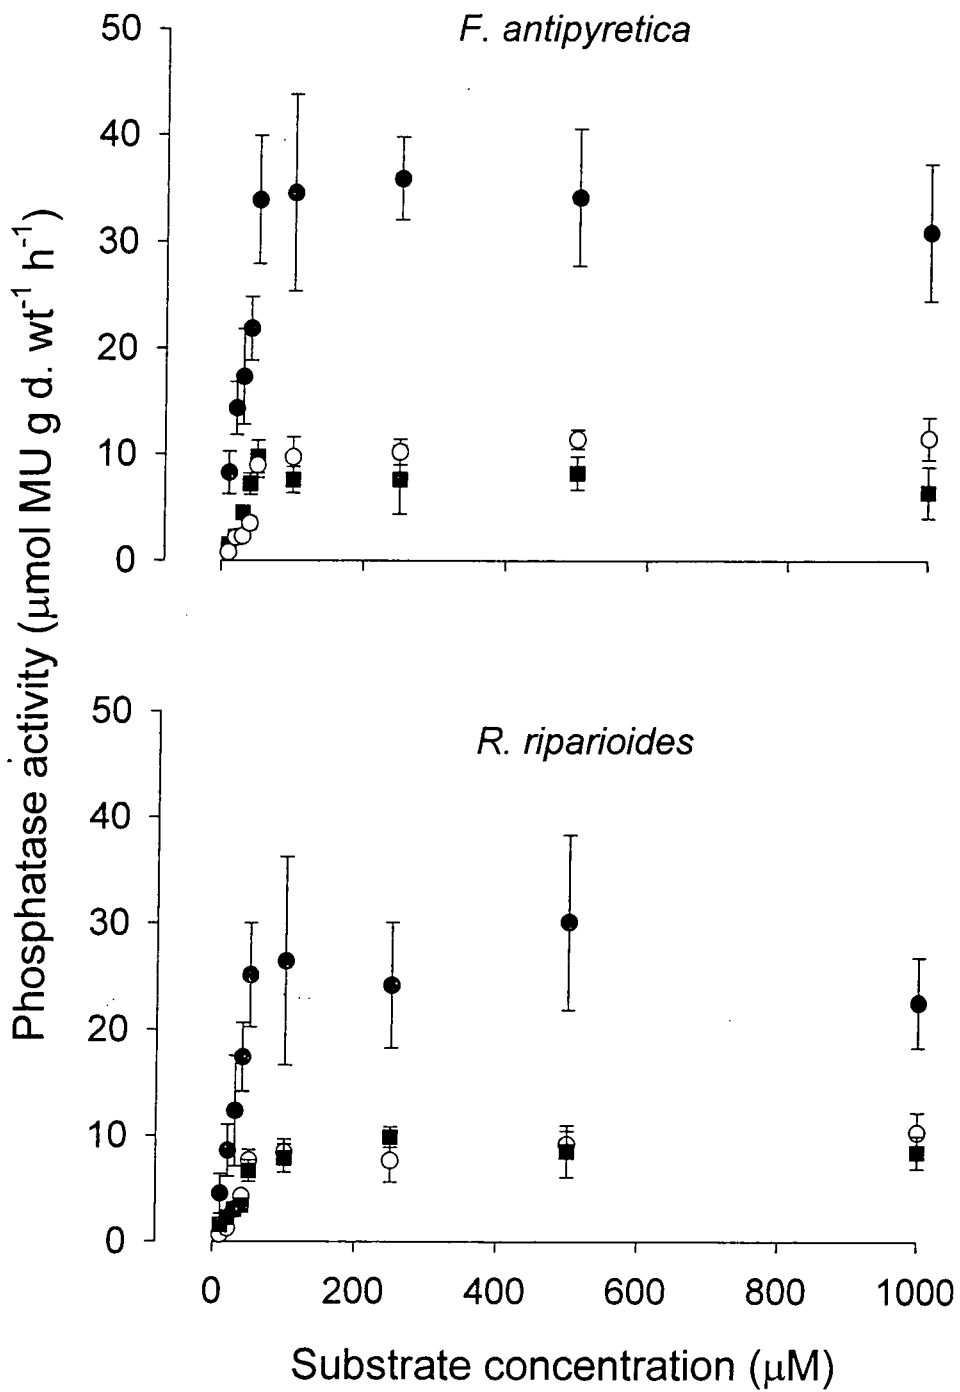 F. antipyretica
50
40
30
20
10
0
Phosphatase activity (μmol MU g d. wt⁻¹ h⁻¹)
R. riparioides
50
40
30
20
10
0
0 200 400 600 800 1000
Substrate concentration (μM)